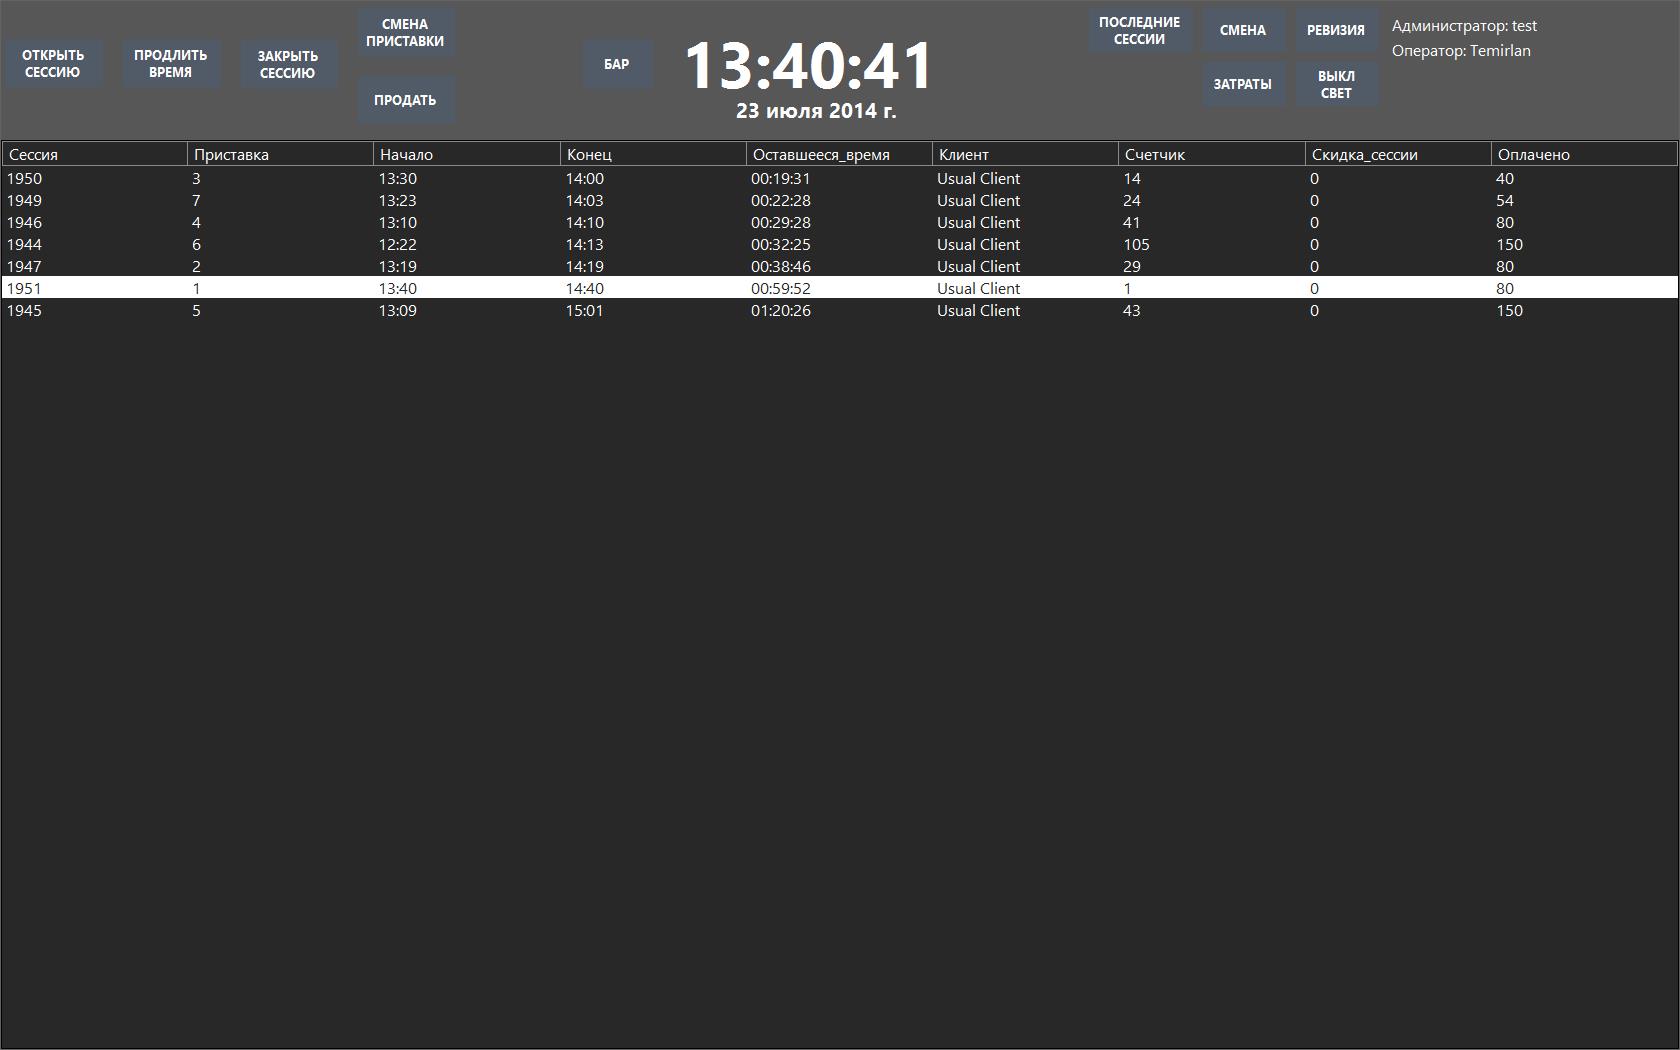 ОТКРЫТЬ
СЕССИЮ
ПРОДЛИТЬ
ВРЕМЯ
ЗАКРЫТЬ
СЕССИЮ
СМЕНА
ПРИСТАВКИ
ПРОДАТЬ
БАР
13:40:41
23 июля 2014 г.
ПОСЛЕДНИЕ
СЕССИИ
СМЕНА
РЕВИЗИЯ
ЗАТРАТЫ
ВЫКЛ
СВЕТ
Администратор: test
Оператор: Temirlan
Сессия Приставка Начало Конец Оставшееся_время Клиент Счетчик Скидка_сессии Оплачено
1950 3 13:30 14:00 00:19:31 Usual Client 14 0 40
1949 7 13:23 14:03 00:22:28 Usual Client 24 0 54
1946 4 13:10 14:10 00:29:28 Usual Client 41 0 80
1944 6 12:22 14:13 00:32:25 Usual Client 105 0 150
1947 2 13:19 14:19 00:38:46 Usual Client 29 0 80
1951 1 13:40 14:40 00:59:52 Usual Client 1 0 80
1945 5 13:09 15:01 01:20:26 Usual Client 43 0 150